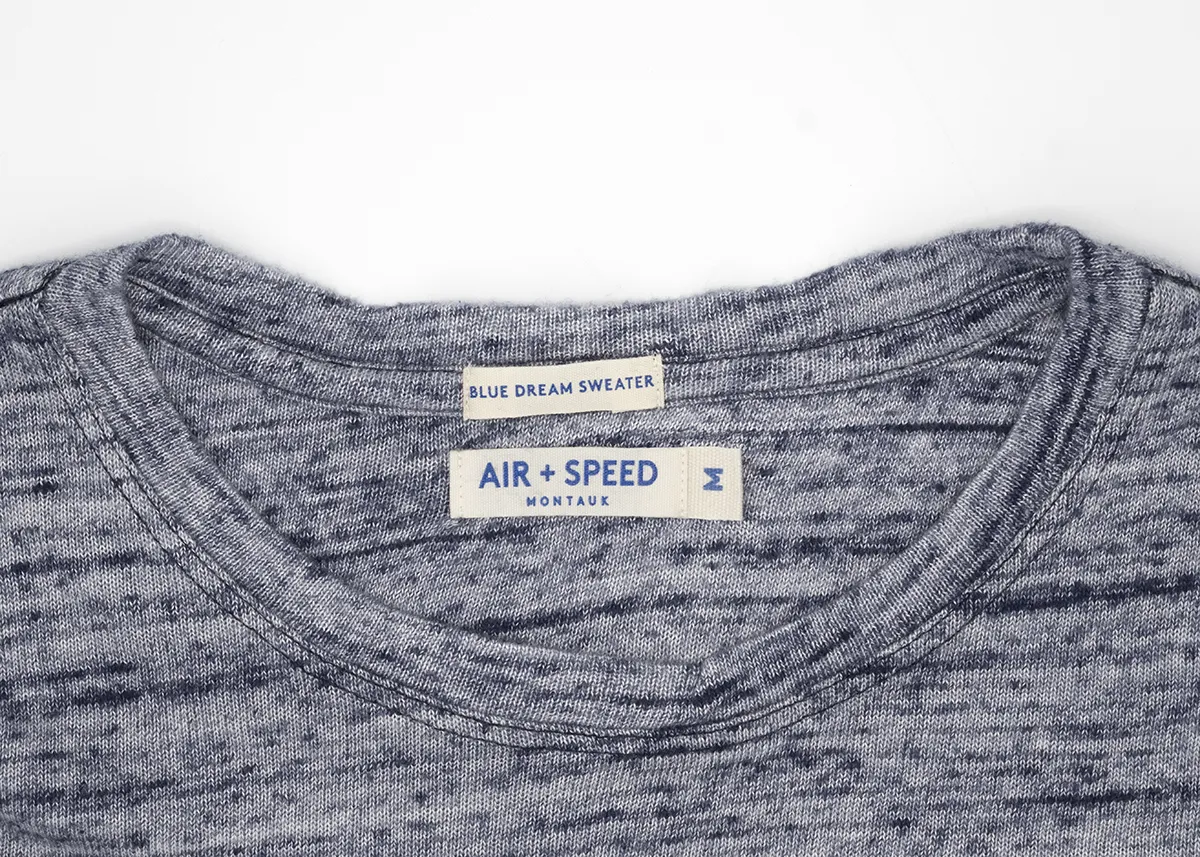 BLUE DREAM SWEATER
AIR + SPEED
MONTAUK
M